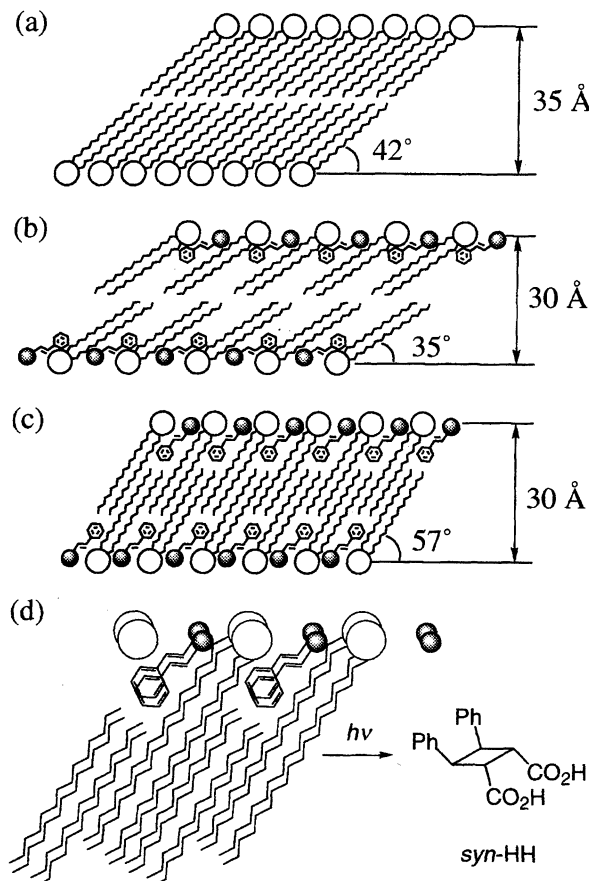 (a)
35 Å
42°
(b)
30 Å
35°
(c)
30 Å
57°
(d)
hν
Ph
Ph
CO₂H
CO₂H
syn-HH